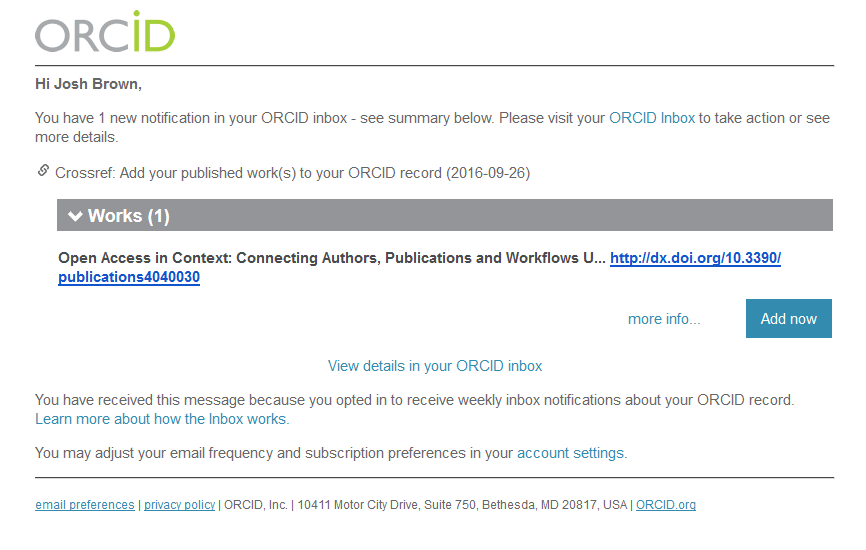 ORCID
Hi Josh Brown,
You have 1 new notification in your ORCID inbox - see summary below. Please visit your ORCID Inbox to take action or see
more details.
Crossref: Add your published work(s) to your ORCID record (2016-09-26)
Works (1)
Open Access in Context: Connecting Authors, Publications and Workflows U... http://dx.doi.org/10.3390/
publications4040030
more info...
Add now
View details in your ORCID inbox
You have received this message because you opted in to receive weekly inbox notifications about your ORCID record.
Learn more about how the Inbox works.
You may adjust your email frequency and subscription preferences in your account settings.
email preferences | privacy policy | ORCID, Inc. | 10411 Motor City Drive, Suite 750, Bethesda, MD 20817, USA | ORCID.org